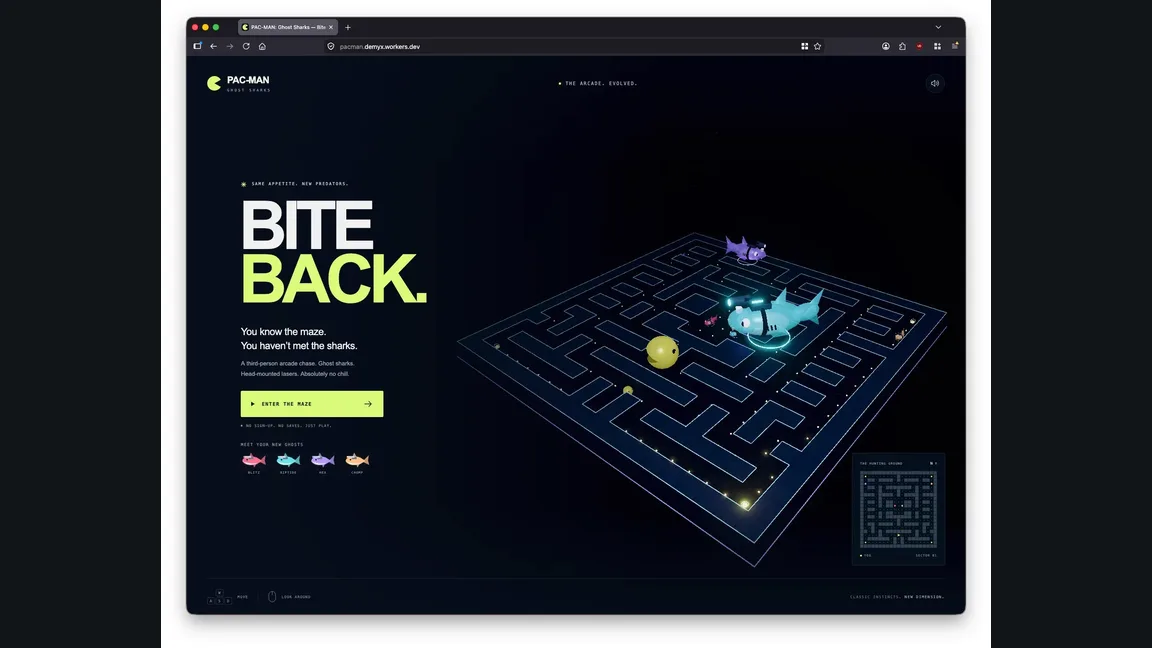 PAC-MAN: Ghost Sharks — Bite
pacman.demyx.workers.dev
PAC-MAN
GHOST SHARKS
THE ARCADE. EVOLVED.
SAME APPETITE. NEW PREDATORS.
BITE
BACK.
You know the maze.
You haven't met the sharks.
A third-person arcade chase. Ghost sharks.
Head-mounted lasers. Absolutely no chill.
ENTER THE MAZE
NO SIGN-UP. NO SAVES. JUST PLAY.
MEET YOUR NEW GHOSTS
BLITZ
RIPTIDE
HEX
CHOMP
THE HUNTING GROUND
N
YOU
SECTOR 01
W
A S D
MOVE
LOOK AROUND
CLASSIC INSTINCTS. NEW DIMENSION.